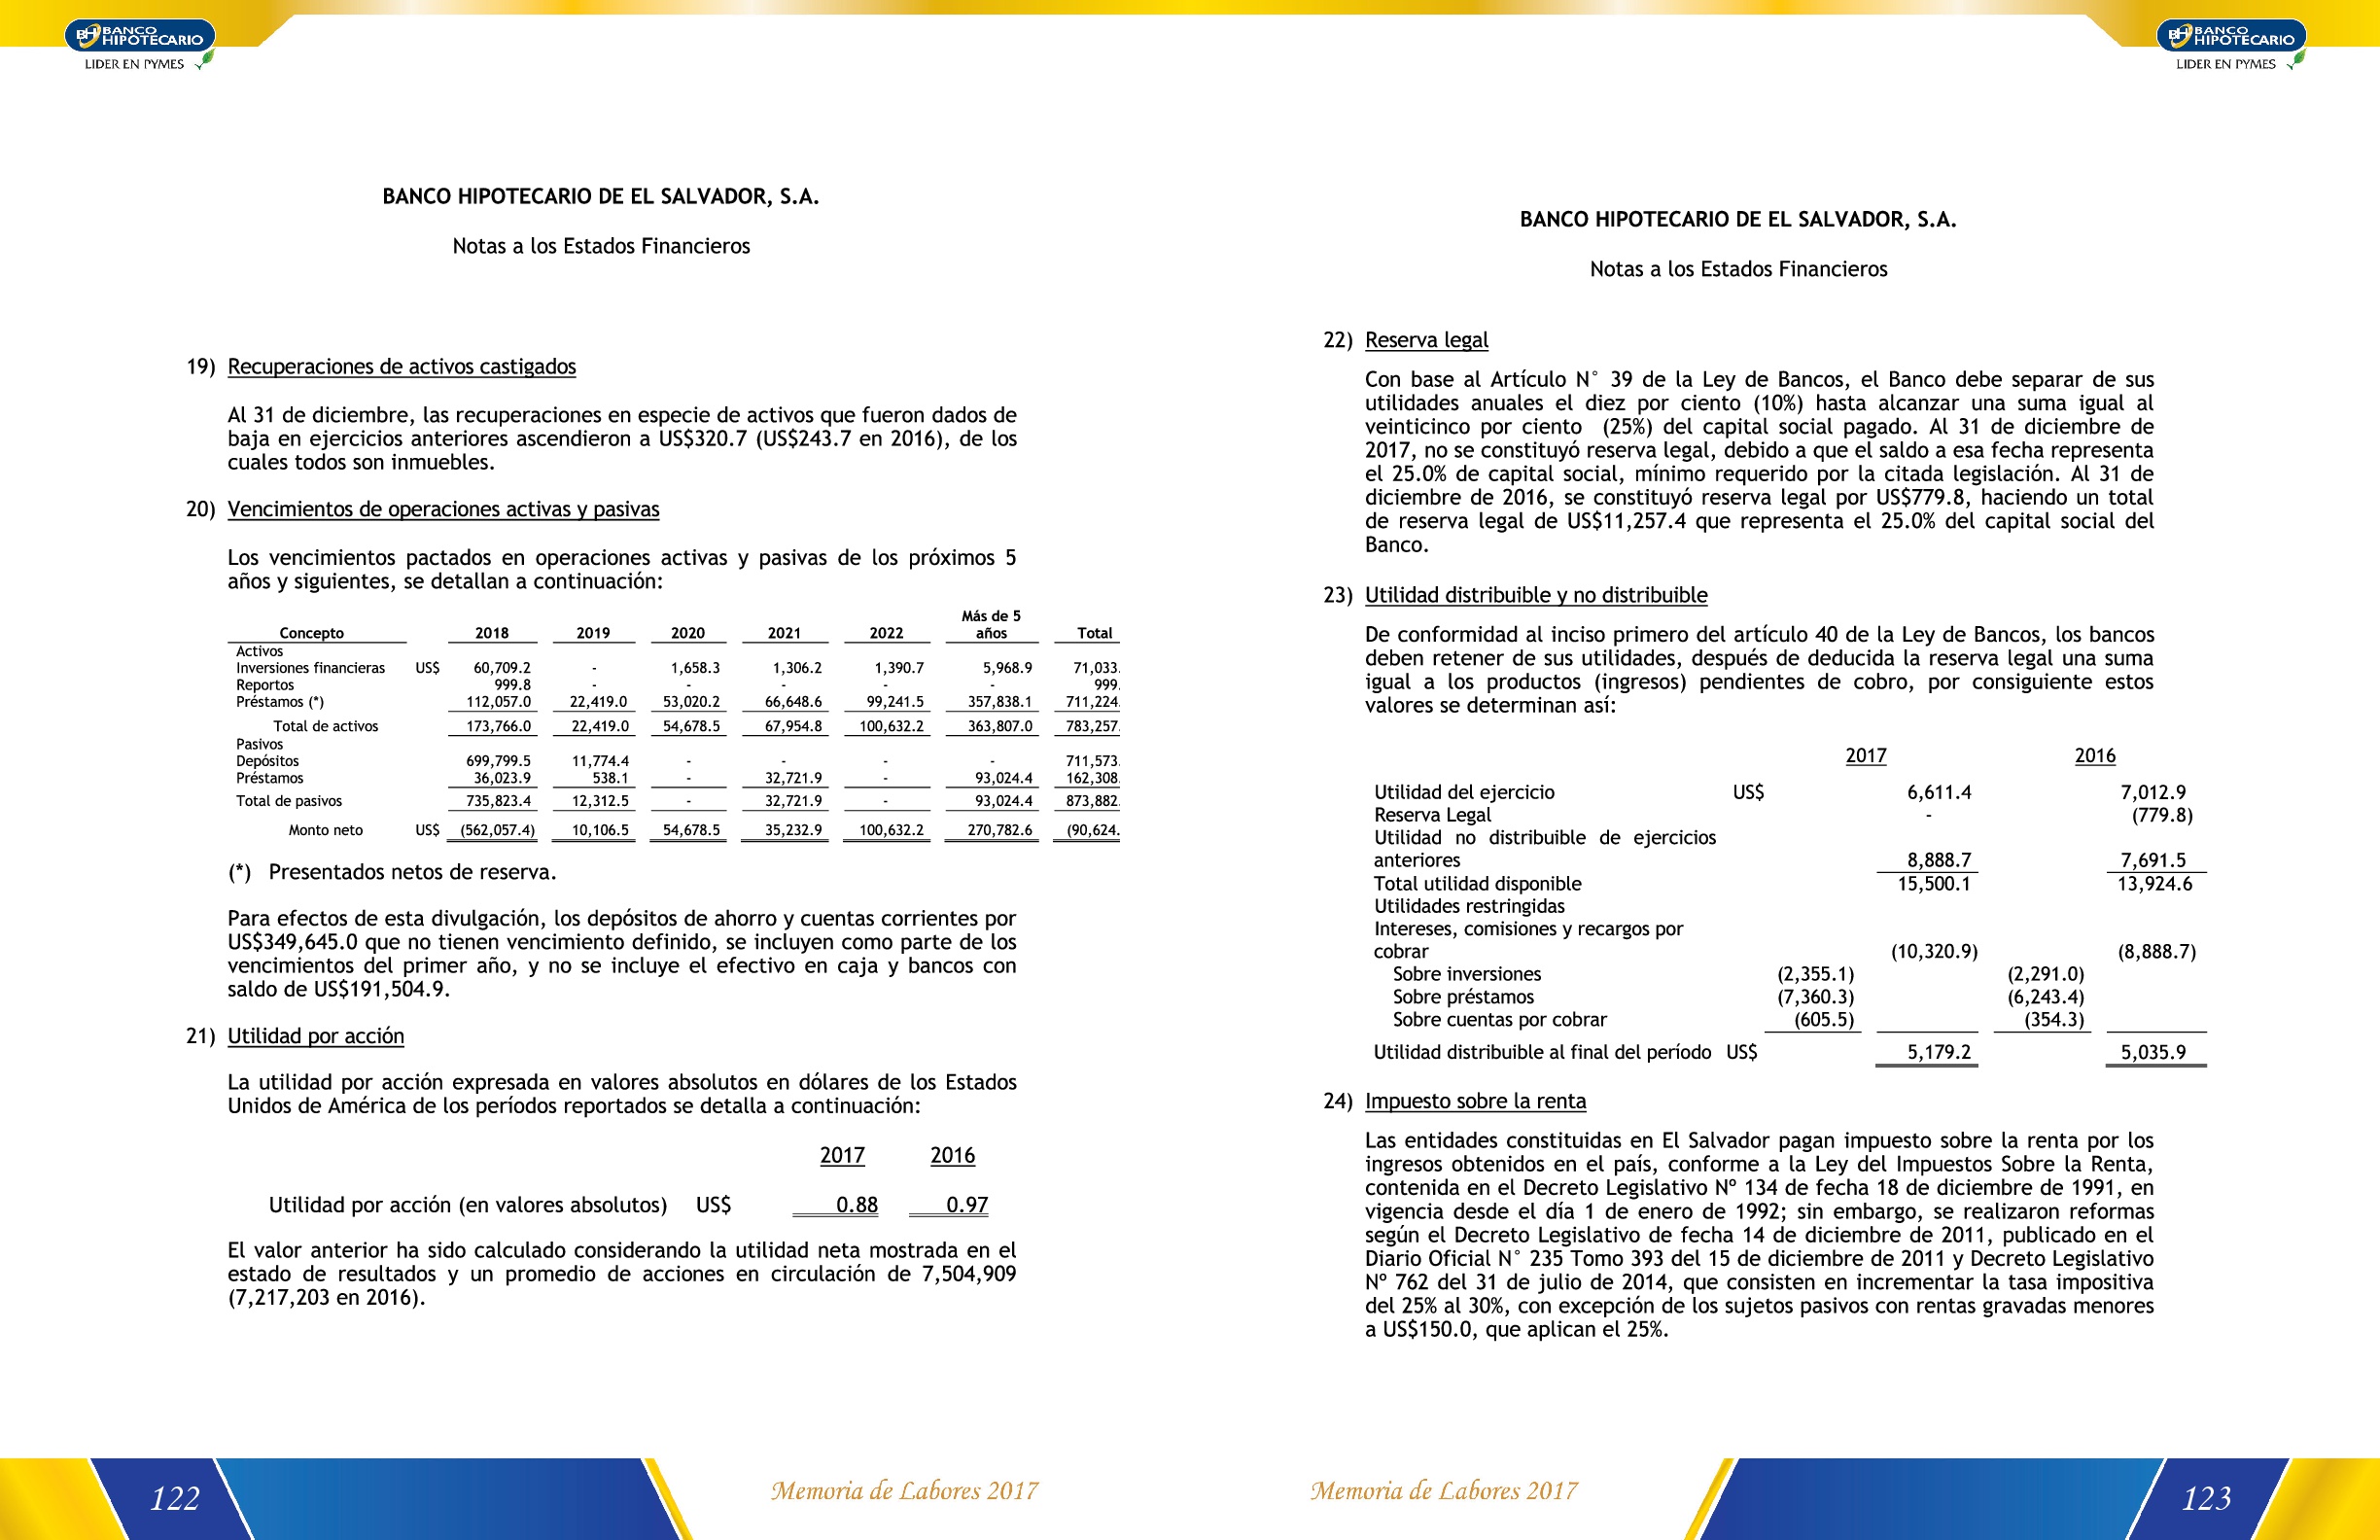 BANCO
HIPOTECARIO
LIDER EN PYMES
BANCO HIPOTECARIO DE EL SALVADOR, S.A.
Notas a los Estados Financieros
19) Recuperaciones de activos castigados
Al 31 de diciembre, las recuperaciones en especie de activos que fueron dados de
baja en ejercicios anteriores ascendieron a US$320.7 (US$243.7 en 2016), de los
cuales todos son inmuebles.
20) Vencimientos de operaciones activas y pasivas
Los vencimientos pactados en operaciones activas y pasivas de los próximos 5
años y siguientes, se detallan a continuación:
Más de 5
Concepto 2018 2019 2020 2021 2022 años Total
Activos
Inversiones financieras US$ 60,709.2 - 1,658.3 1,306.2 1,390.7 5,968.9 71,033.
Reportos 999.8 - - - - - 999.
Préstamos (*) 112,057.0 22,419.0 53,020.2 66,648.6 99,241.5 357,838.1 711,224.
Total de activos 173,766.0 22,419.0 54,678.5 67,954.8 100,632.2 363,807.0 783,257.
Pasivos
Depósitos 699,799.5 11,774.4 - - - - 711,573.
Préstamos 36,023.9 538.1 - 32,721.9 - 93,024.4 162,308.
Total de pasivos 735,823.4 12,312.5 - 32,721.9 - 93,024.4 873,882.
Monto neto US$ (562,057.4) 10,106.5 54,678.5 35,232.9 100,632.2 270,782.6 (90,624.
(*) Presentados netos de reserva.
Para efectos de esta divulgación, los depósitos de ahorro y cuentas corrientes por
US$349,645.0 que no tienen vencimiento definido, se incluyen como parte de los
vencimientos del primer año, y no se incluye el efectivo en caja y bancos con
saldo de US$191,504.9.
21) Utilidad por acción
La utilidad por acción expresada en valores absolutos en dólares de los Estados
Unidos de América de los períodos reportados se detalla a continuación:
2017 2016
Utilidad por acción (en valores absolutos) US$ 0.88 0.97
El valor anterior ha sido calculado considerando la utilidad neta mostrada en el
estado de resultados y un promedio de acciones en circulación de 7,504,909
(7,217,203 en 2016).
122
Memoria de Labores 2017
BANCO
HIPOTECARIO
LIDER EN PYMES
BANCO HIPOTECARIO DE EL SALVADOR, S.A.
Notas a los Estados Financieros
22) Reserva legal
Con base al Artículo N° 39 de la Ley de Bancos, el Banco debe separar de sus
utilidades anuales el diez por ciento (10%) hasta alcanzar una suma igual al
veinticinco por ciento (25%) del capital social pagado. Al 31 de diciembre de
2017, no se constituyó reserva legal, debido a que el saldo a esa fecha representa
el 25.0% de capital social, mínimo requerido por la citada legislación. Al 31 de
diciembre de 2016, se constituyó reserva legal por US$779.8, haciendo un total
de reserva legal de US$11,257.4 que representa el 25.0% del capital social del
Banco.
23) Utilidad distribuible y no distribuible
De conformidad al inciso primero del artículo 40 de la Ley de Bancos, los bancos
deben retener de sus utilidades, después de deducida la reserva legal una suma
igual a los productos (ingresos) pendientes de cobro, por consiguiente estos
valores se determinan así:
2017 2016
Utilidad del ejercicio US$ 6,611.4 7,012.9
Reserva Legal - (779.8)
Utilidad no distribuible de ejercicios
anteriores 8,888.7 7,691.5
Total utilidad disponible 15,500.1 13,924.6
Utilidades restringidas
Intereses, comisiones y recargos por
cobrar (10,320.9) (8,888.7)
Sobre inversiones (2,355.1) (2,291.0)
Sobre préstamos (7,360.3) (6,243.4)
Sobre cuentas por cobrar (605.5) (354.3)
Utilidad distribuible al final del período US$ 5,179.2 5,035.9
24) Impuesto sobre la renta
Las entidades constituidas en El Salvador pagan impuesto sobre la renta por los
ingresos obtenidos en el país, conforme a la Ley del Impuestos Sobre la Renta,
contenida en el Decreto Legislativo Nº 134 de fecha 18 de diciembre de 1991, en
vigencia desde el día 1 de enero de 1992; sin embargo, se realizaron reformas
según el Decreto Legislativo de fecha 14 de diciembre de 2011, publicado en el
Diario Oficial N° 235 Tomo 393 del 15 de diciembre de 2011 y Decreto Legislativo
Nº 762 del 31 de julio de 2014, que consisten en incrementar la tasa impositiva
del 25% al 30%, con excepción de los sujetos pasivos con rentas gravadas menores
a US$150.0, que aplican el 25%.
Memoria de Labores 2017
123